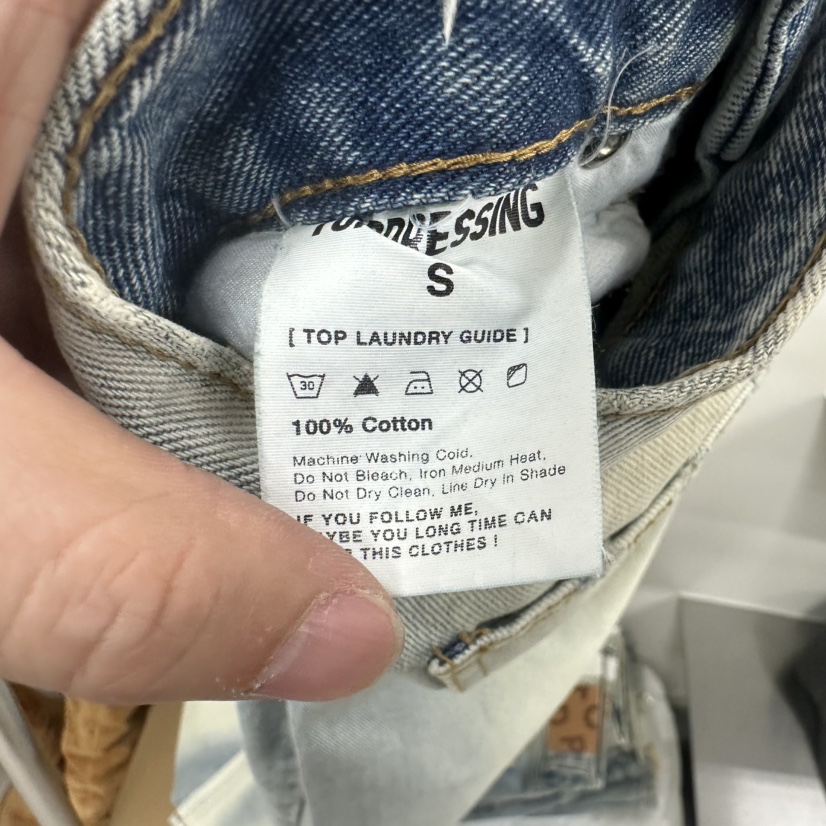 S
[ TOP LAUNDRY GUIDE ]
30
100% Cotton
Machine Washing Cold.
Do Not Bleach, Iron Medium Heat.
Do Not Dry Clean, Line Dry In Shade
IF YOU FOLLOW ME,
YOU LONG TIME CAN
THIS CLOTHES !